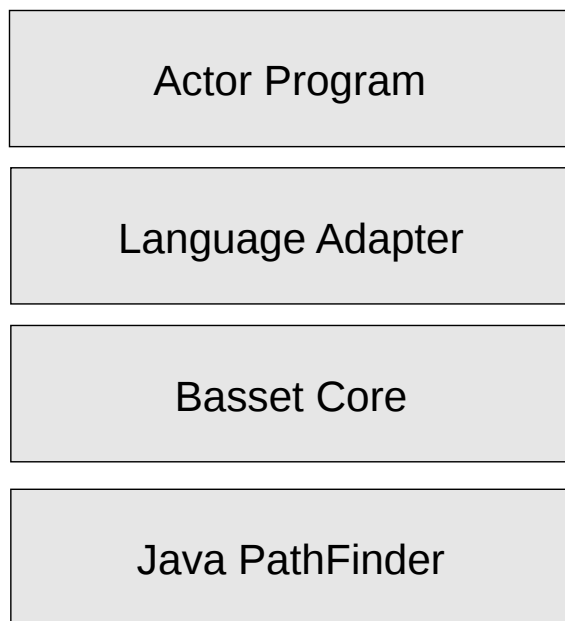 Actor Program
Language Adapter
Basset Core
Java PathFinder